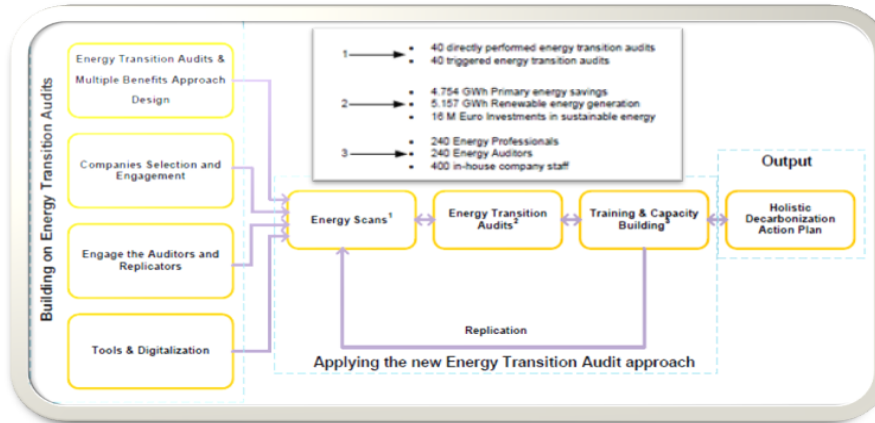 Building on Energy Transition Audits
Energy Transition Audits &
Multiple Benefits Approach
Design
Companies Selection and
Engagement
Engage the Auditors and
Replicators
Tools & Digitalization
1
• 40 directly performed energy transition audits
• 40 triggered energy transition audits
2
• 4.754 GWh Primary energy savings
• 5.157 GWh Renewable energy generation
• 16 M Euro Investments in sustainable energy
3
• 240 Energy Professionals
• 240 Energy Auditors
• 400 in-house company staff
Energy Scans¹
Energy Transition
Audits²
Training & Capacity
Building³
Replication
Applying the new Energy Transition Audit approach
Output
Holistic
Decarbonization
Action Plan